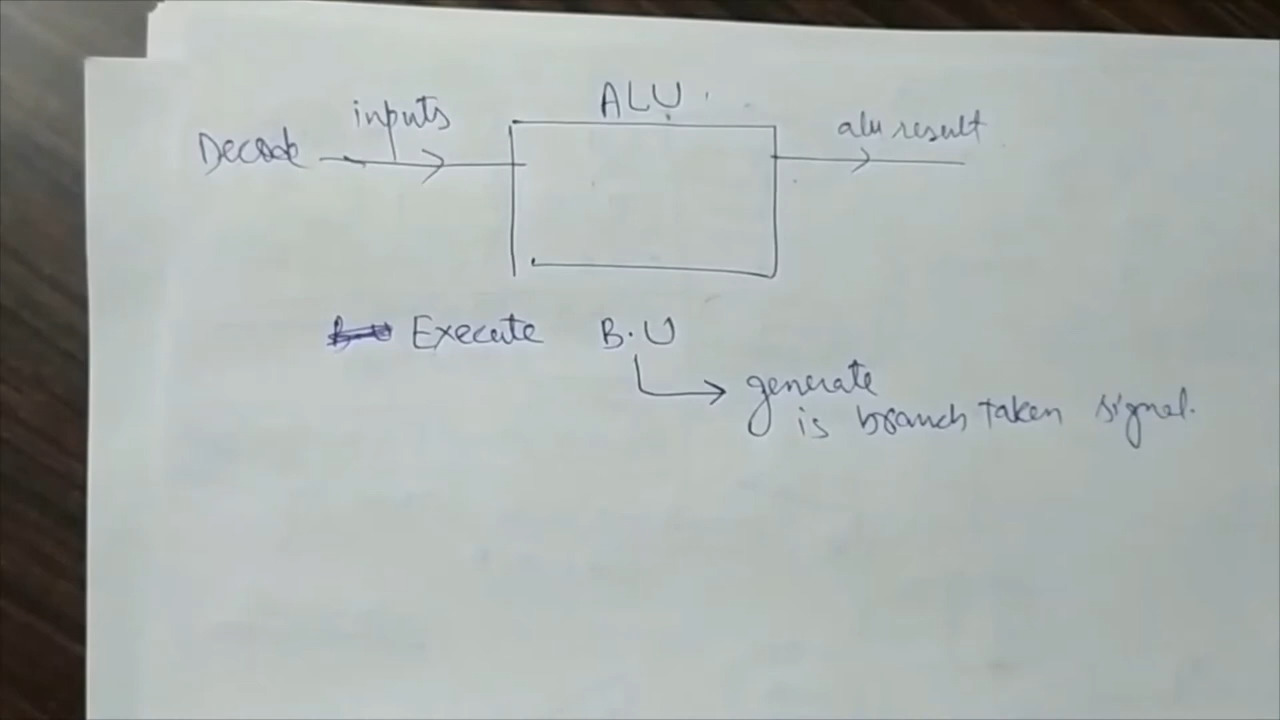 ALU.
inputs
Decode
alu result
Execute B.U
generate
is branch taken signal.